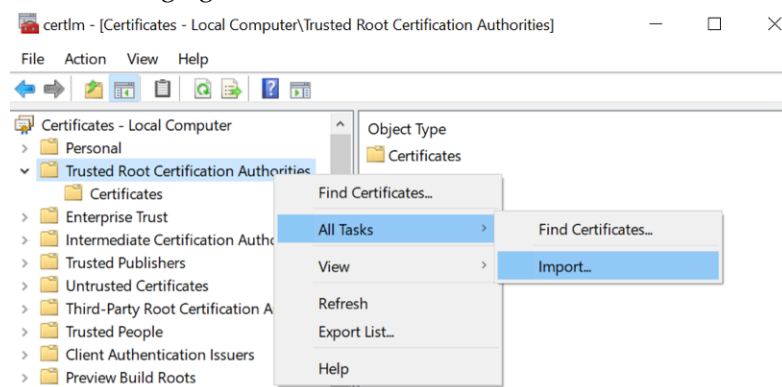 certlm - [Certificates - Local Computer\Trusted Root Certification Authorities]
File Action View Help
Certificates - Local Computer
Personal
Trusted Root Certification Authorities
Certificates
Enterprise Trust
Intermediate Certification Autho
Trusted Publishers
Untrusted Certificates
Third-Party Root Certification A
Trusted People
Client Authentication Issuers
Preview Build Roots
Object Type
Certificates
Find Certificates...
All Tasks
View
Refresh
Export List...
Help
Find Certificates...
Import...